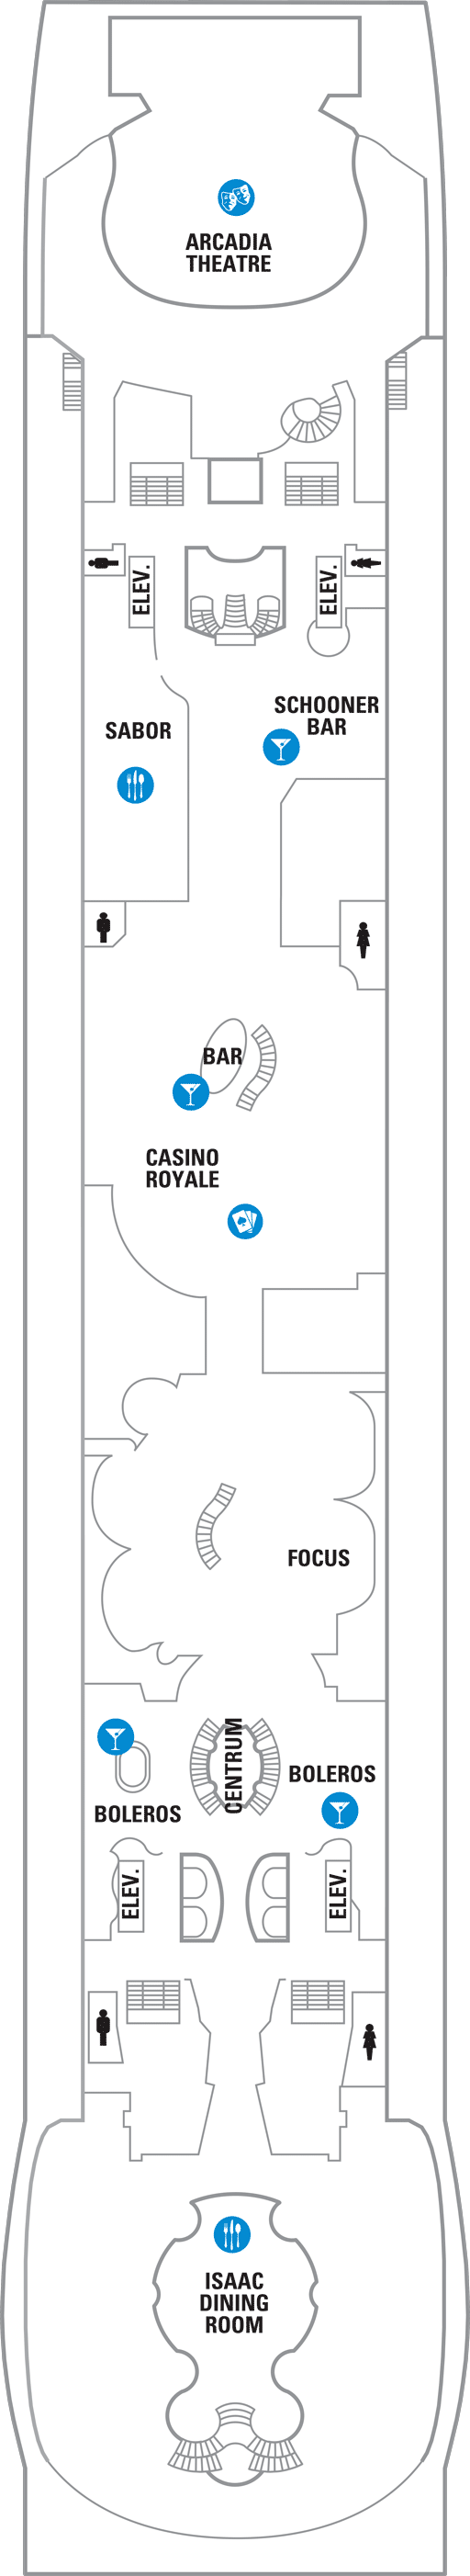 ARCADIA
THEATRE
ELEV.
ELEV.
SCHOONER
BAR
SABOR
BAR
CASINO
ROYALE
FOCUS
CENTRUM
BOLEROS
BOLEROS
ELEV.
ELEV.
ISAAC
DINING
ROOM